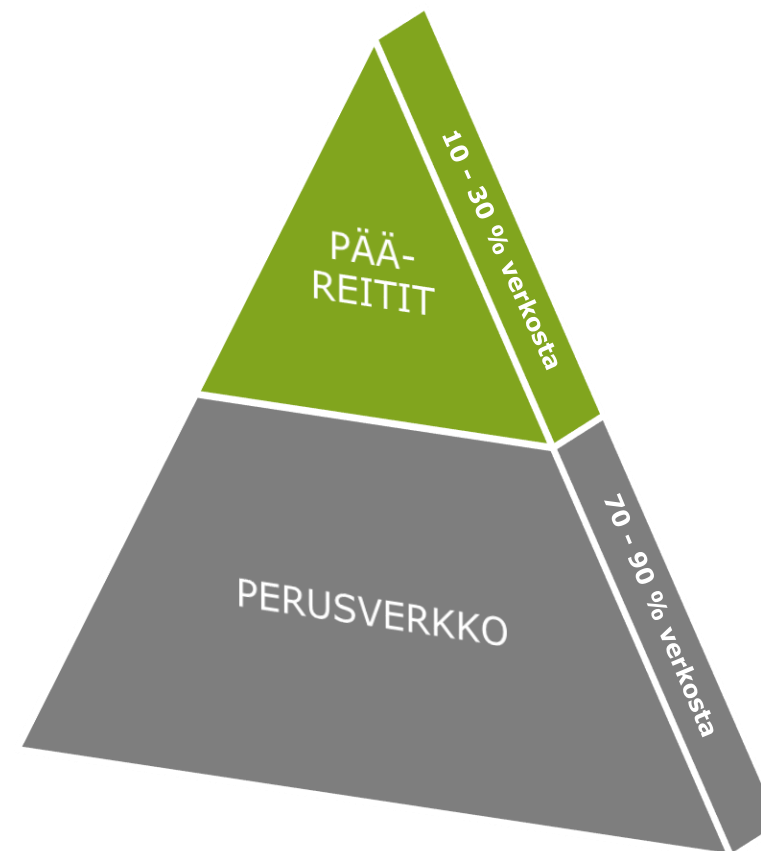 PÄÄ-
REITIT
10 - 30 % verkosta
PERUSVERKKO
70 - 90 % verkosta